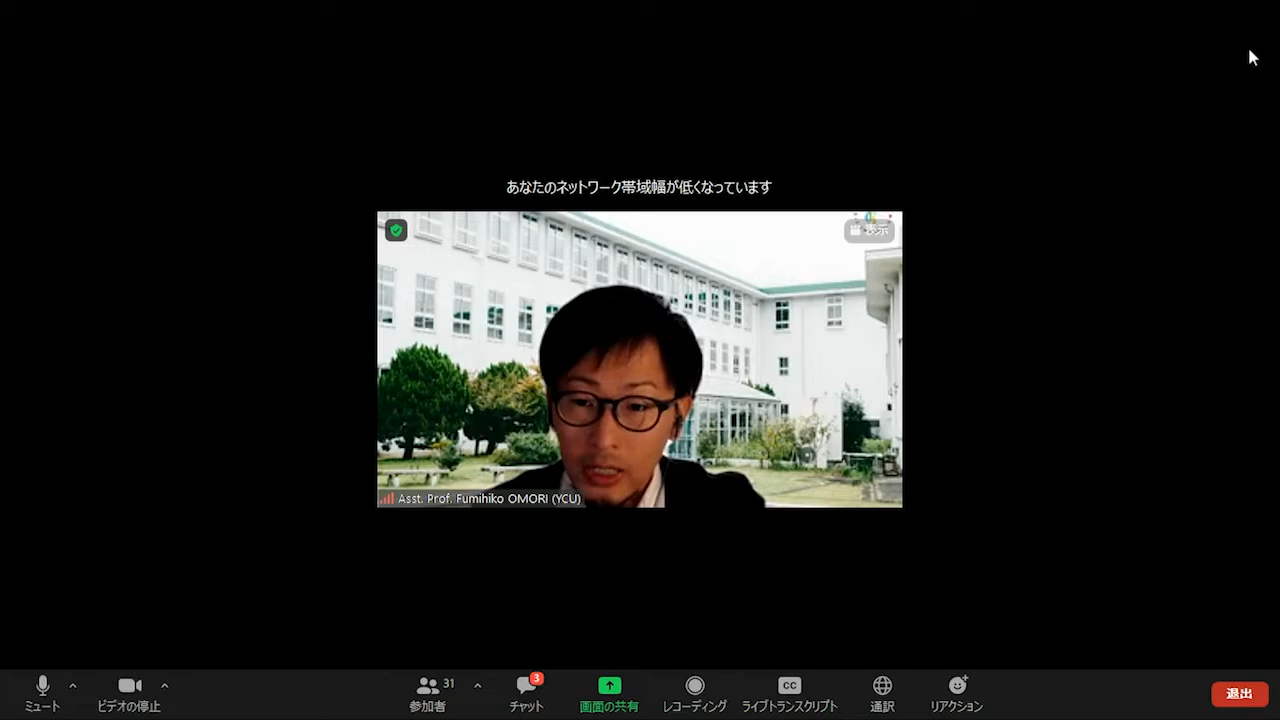 あなたのネットワーク帯域幅が低くなっています
表示
Asst. Prof. Fumihiko OMORI (YCU)
ミュート
ビデオの停止
31
参加者
3
チャット
画面の共有
レコーディング
CC
ライブトランスクリプト
通訳
リアクション
退出